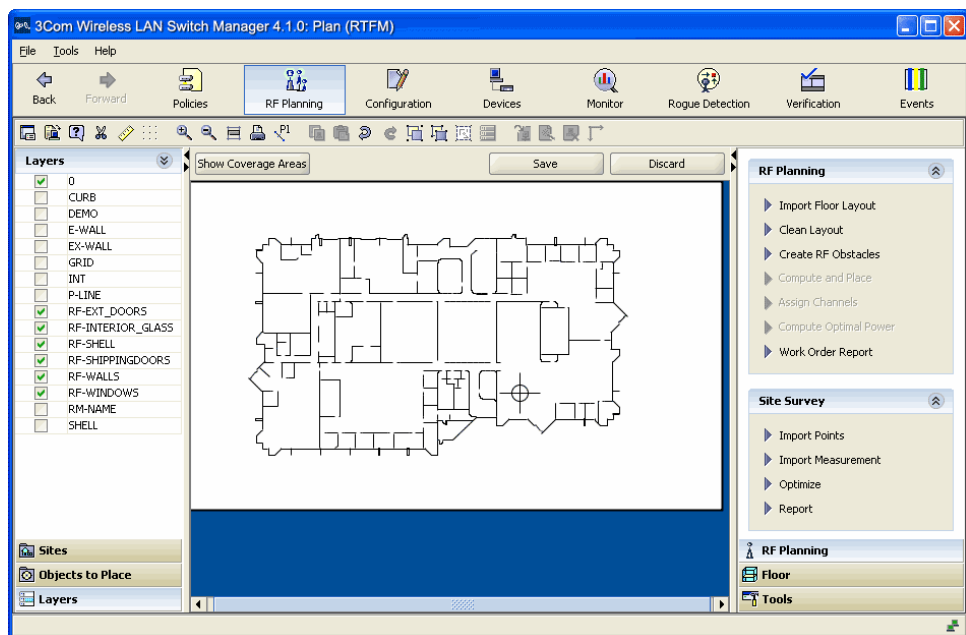 3Com Wireless LAN Switch Manager 4.1.0: Plan (RTFM)
File Tools Help
Back Forward Policies RF Planning Configuration Devices Monitor Rogue Detection Verification Events
P1
Layers
0
CURB
DEMO
E-WALL
EX-WALL
GRID
INT
P-LINE
RF-EXT_DOORS
RF-INTERIOR_GLASS
RF-SHELL
RF-SHIPPINGDOORS
RF-WALLS
RF-WINDOWS
RM-NAME
SHELL
Sites
Objects to Place
Layers
Show Coverage Areas Save Discard
RF Planning
Import Floor Layout
Clean Layout
Create RF Obstacles
Compute and Place
Assign Channels
Compute Optimal Power
Work Order Report
Site Survey
Import Points
Import Measurement
Optimize
Report
RF Planning
Floor
Tools